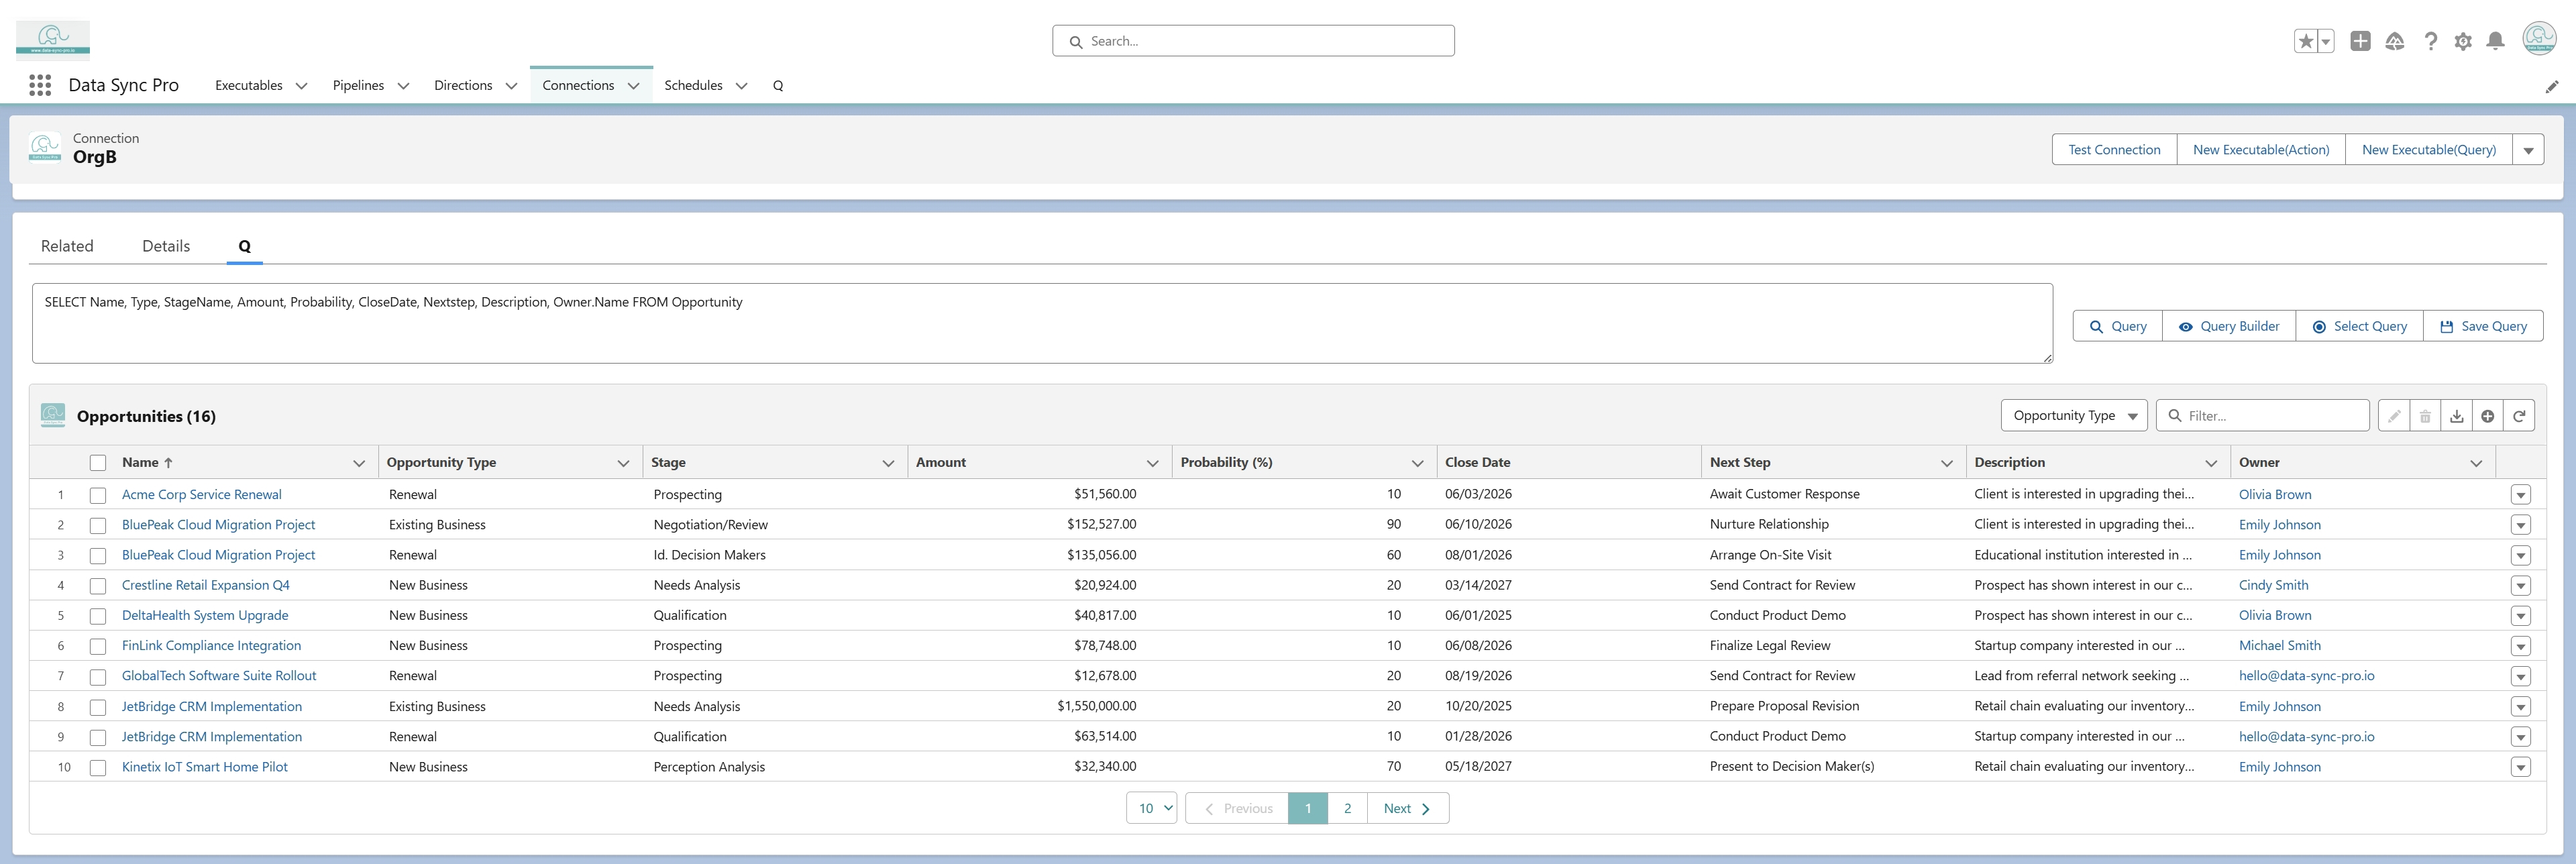 www.data-sync-pro.io
Search...
Data Sync Pro
Executables
Pipelines
Directions
Connections
Schedules
Q
Connection
OrgB
Test Connection
New Executable(Action)
New Executable(Query)
Related
Details
Q
SELECT Name, Type, StageName, Amount, Probability, CloseDate, Nextstep, Description, Owner.Name FROM Opportunity
Query
Query Builder
Select Query
Save Query
Opportunities (16)
Opportunity Type
Filter...
Name Opportunity Type Stage Amount Probability (%) Close Date Next Step Description Owner
1 Acme Corp Service Renewal Renewal Prospecting $51,560.00 10 06/03/2026 Await Customer Response Client is interested in upgrading thei... Olivia Brown
2 BluePeak Cloud Migration Project Existing Business Negotiation/Review $152,527.00 90 06/10/2026 Nurture Relationship Client is interested in upgrading thei... Emily Johnson
3 BluePeak Cloud Migration Project Renewal Id. Decision Makers $135,056.00 60 08/01/2026 Arrange On-Site Visit Educational institution interested in ... Emily Johnson
4 Crestline Retail Expansion Q4 New Business Needs Analysis $20,924.00 20 03/14/2027 Send Contract for Review Prospect has shown interest in our c... Cindy Smith
5 DeltaHealth System Upgrade New Business Qualification $40,817.00 10 06/01/2025 Conduct Product Demo Prospect has shown interest in our c... Olivia Brown
6 FinLink Compliance Integration New Business Prospecting $78,748.00 10 06/08/2026 Finalize Legal Review Startup company interested in our ... Michael Smith
7 GlobalTech Software Suite Rollout Renewal Prospecting $12,678.00 20 08/19/2026 Send Contract for Review Lead from referral network seeking ... hello@data-sync-pro.io
8 JetBridge CRM Implementation Existing Business Needs Analysis $1,550,000.00 20 10/20/2025 Prepare Proposal Revision Retail chain evaluating our inventory... Emily Johnson
9 JetBridge CRM Implementation Renewal Qualification $63,514.00 10 01/28/2026 Conduct Product Demo Startup company interested in our ... hello@data-sync-pro.io
10 Kinetix IoT Smart Home Pilot New Business Perception Analysis $32,340.00 70 05/18/2027 Present to Decision Maker(s) Retail chain evaluating our inventory... Emily Johnson
10
Previous
1
2
Next